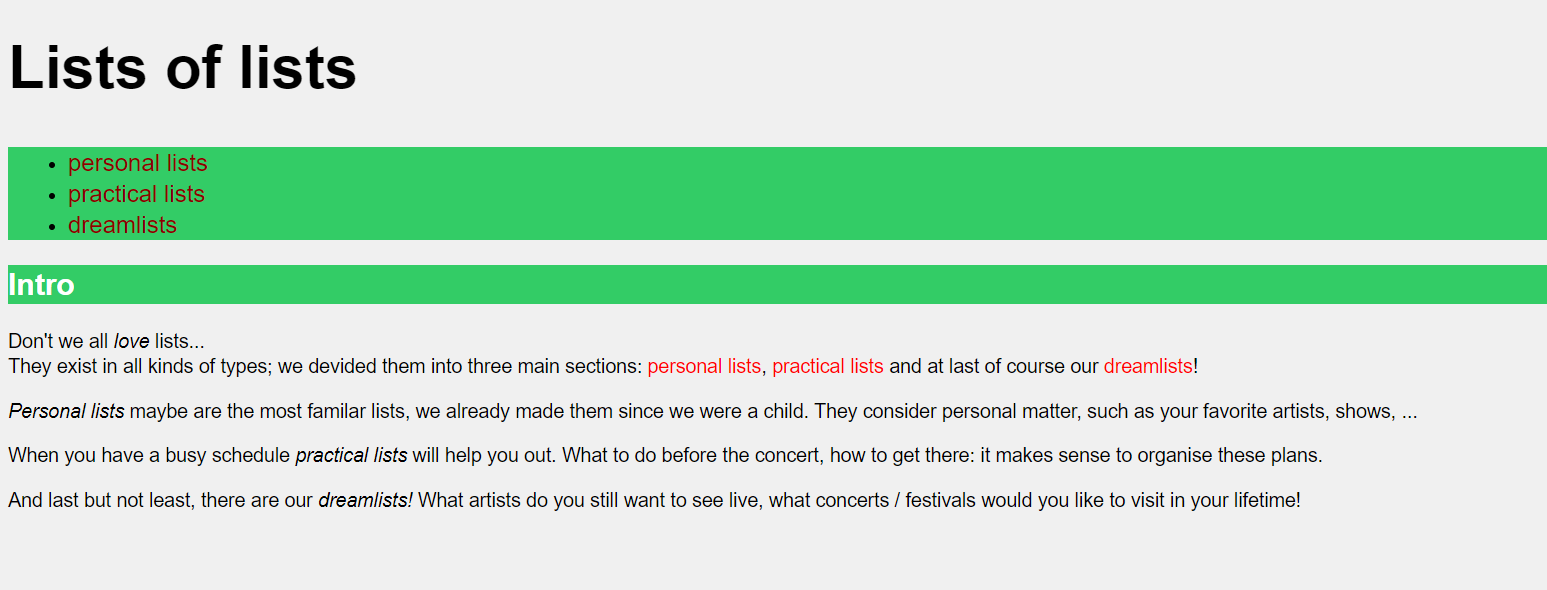 Lists of lists
personal lists
practical lists
dreamlists
Intro
Don't we all love lists...
They exist in all kinds of types; we devided them into three main sections: personal lists, practical lists and at last of course our dreamlists!
Personal lists maybe are the most familar lists, we already made them since we were a child. They consider personal matter, such as your favorite artists, shows, ...
When you have a busy schedule practical lists will help you out. What to do before the concert, how to get there: it makes sense to organise these plans.
And last but not least, there are our dreamlists! What artists do you still want to see live, what concerts / festivals would you like to visit in your lifetime!